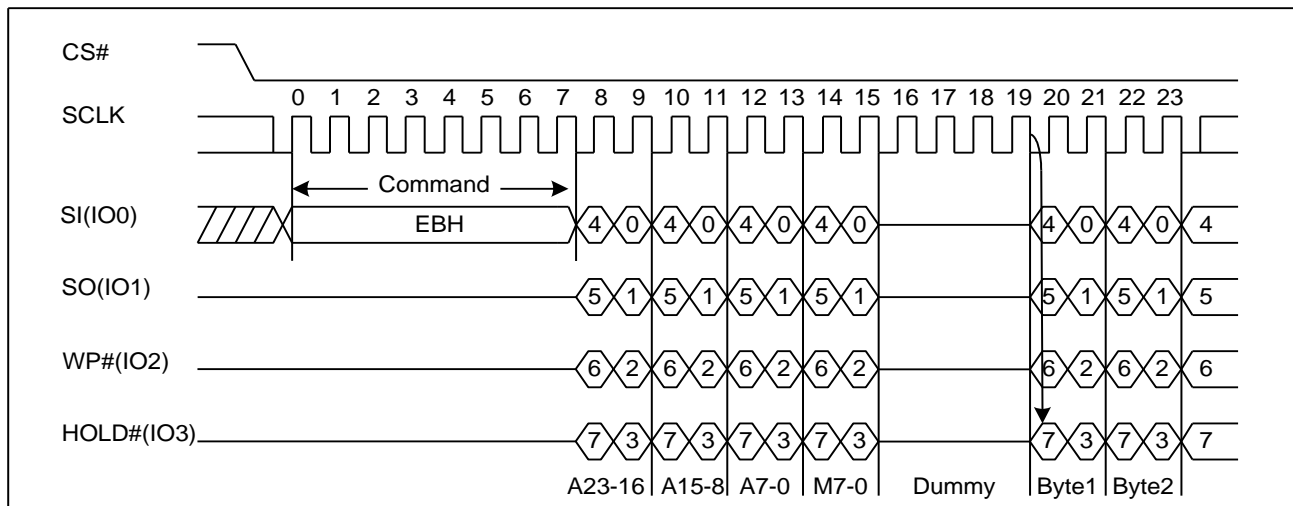 CS#
0 1 2 3 4 5 6 7 8 9 10 11 12 13 14 15 16 17 18 19 20 21 22 23
SCLK
Command
SI(IO0) EBH 4 0 4 0 4 0 4 0 4 0 4 0 4
SO(IO1) 5 1 5 1 5 1 5 1 5 1 5 1 5
WP#(IO2) 6 2 6 2 6 2 6 2 6 2 6 2 6
HOLD#(IO3) 7 3 7 3 7 3 7 3 7 3 7 3 7
A23-16 A15-8 A7-0 M7-0 Dummy Byte1 Byte2